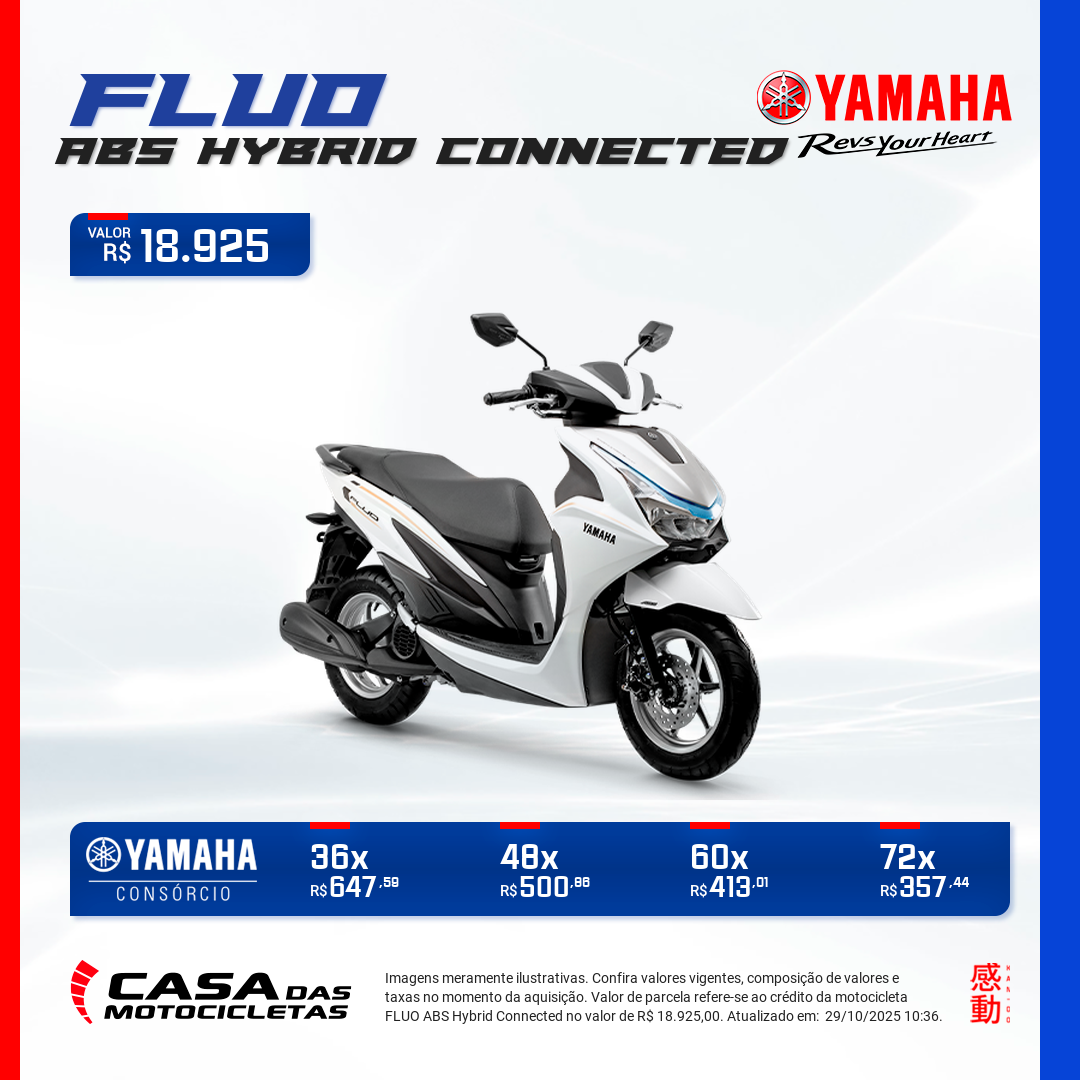 FLUO
ABS HYBRID CONNECTED
YAMAHA
Revs Your Heart
VALOR
R$ 18.925
FLUO
YAMAHA
YAMAHA
CONSÓRCIO
36x
R$ 647,59
48x
R$ 500,86
60x
R$ 413,01
72x
R$ 357,44
CASA DAS
MOTOCICLETAS
Imagens meramente ilustrativas. Confira valores vigentes, composição de valores e
taxas no momento da aquisição. Valor de parcela refere-se ao crédito da motocicleta
FLUO ABS Hybrid Connected no valor de R$ 18.925,00. Atualizado em: 29/10/2025 10:36.
感動